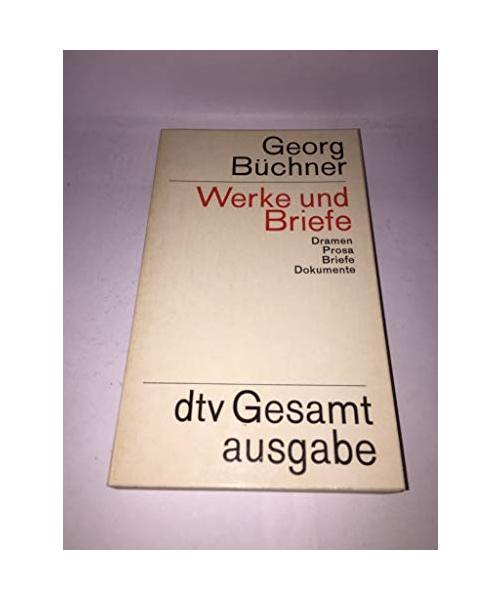 Georg
Büchner
Werke und
Briefe
Dramen
Prosa
Briefe
Dokumente
dtv Gesamt
ausgabe